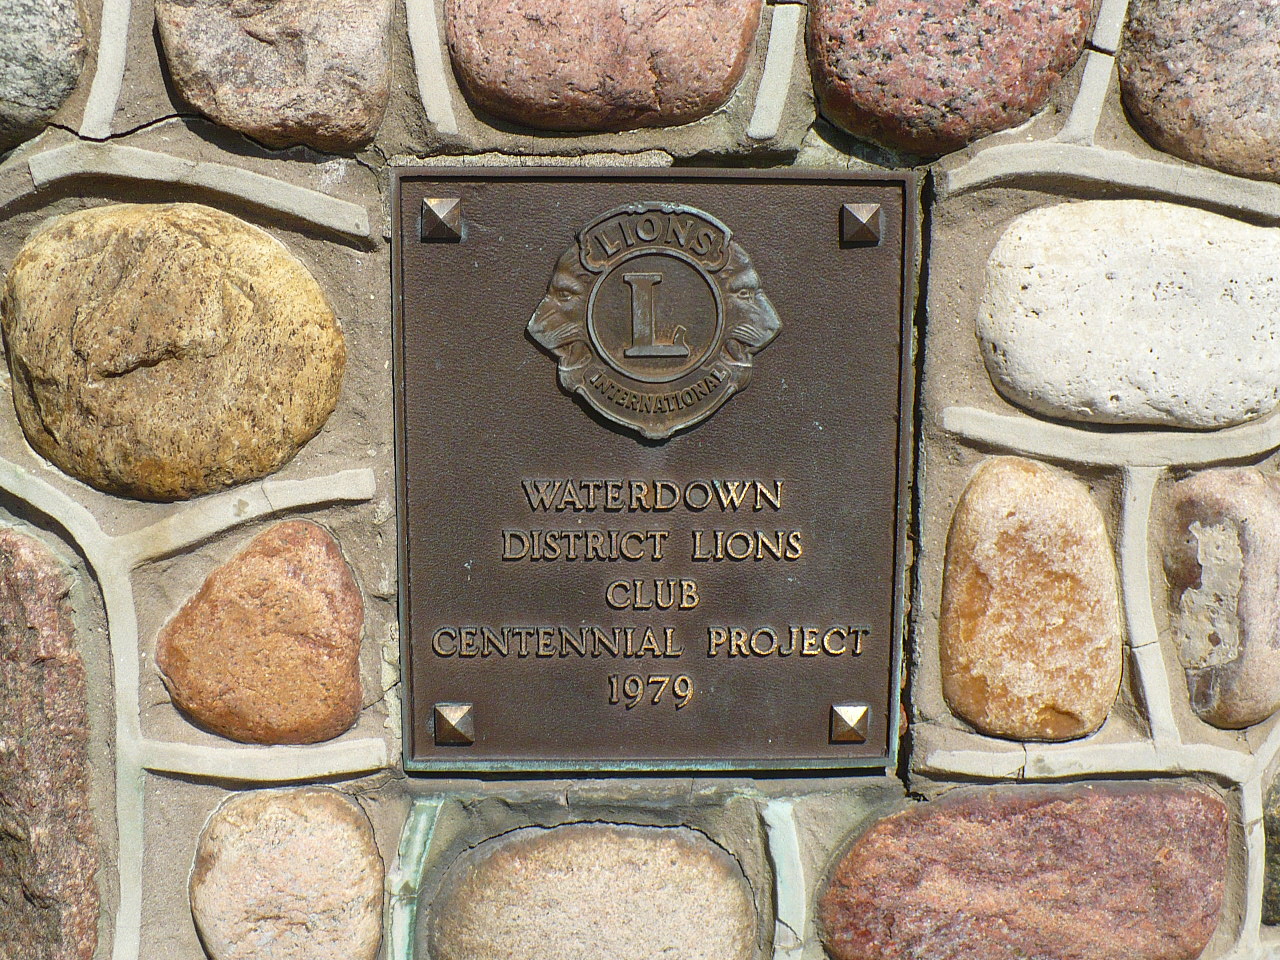 LIONS
L
INTERNATIONAL
WATERDOWN
DISTRICT LIONS
CLUB
CENTENNIAL PROJECT
1979